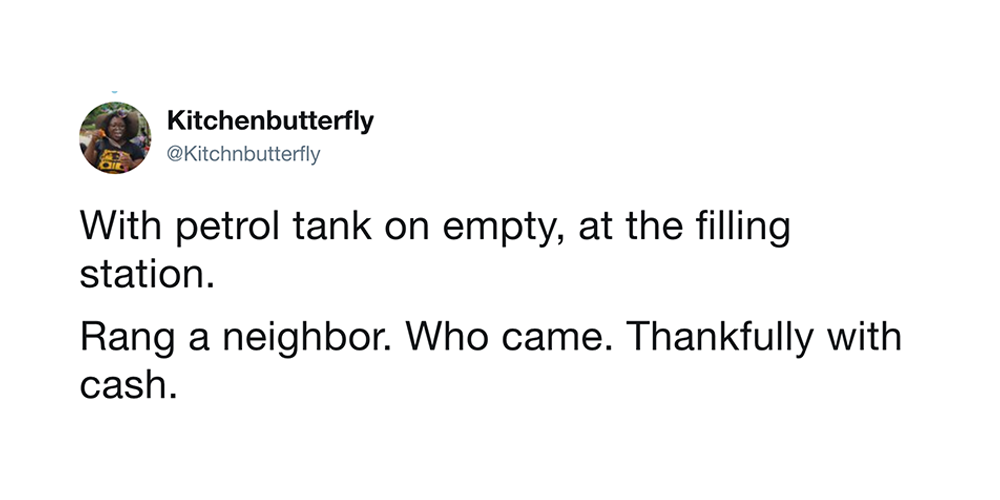 Kitchenbutterfly
@Kitchnbutterfly
With petrol tank on empty, at the filling
station.
Rang a neighbor. Who came. Thankfully with
cash.